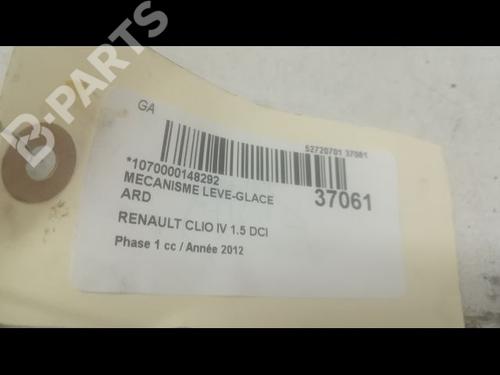 B-PARTS
GA
52720701 37061
*1070000148292
37061
MECANISME LEVE-GLACE
ARD
RENAULT CLIO IV 1.5 DCI
Phase 1 cc / Année 2012